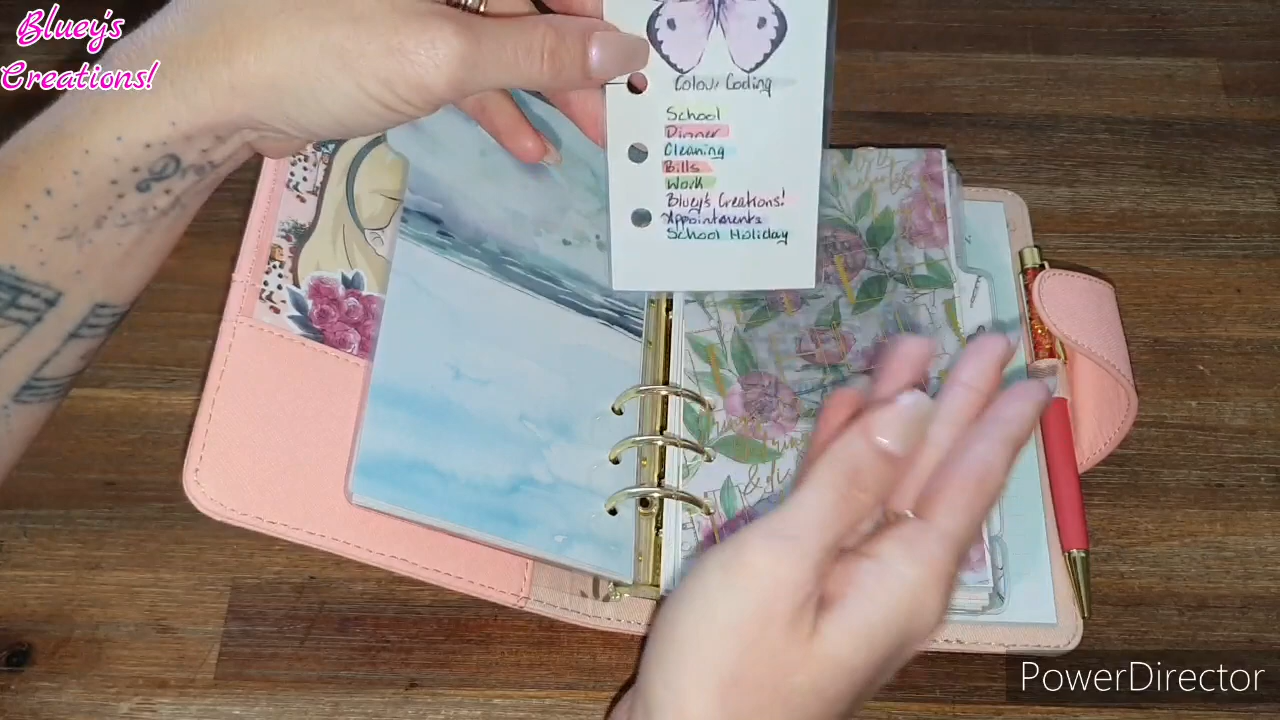 Bluey's
Creations!
Colour Coding
School
Dinner
Cleaning
Bills
Work
Bluey's Creations!
Appointments
School Holiday
PowerDirector